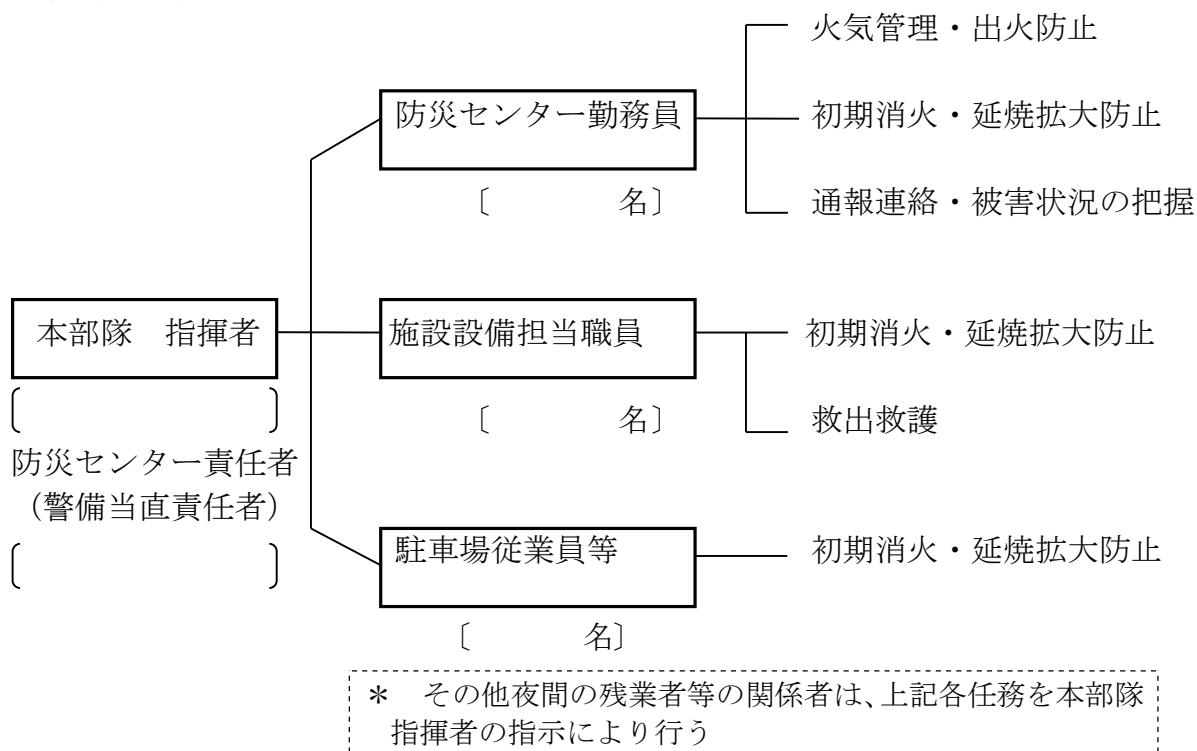 火気管理・出火防止
防災センター勤務員
初期消火・延焼拡大防止
〔　　　　名〕
通報連絡・被害状況の把握
本部隊　指揮者
施設設備担当職員
初期消火・延焼拡大防止
〔　　　　名〕
救出救護
防災センター責任者
（警備当直責任者）
駐車場従業員等
初期消火・延焼拡大防止
〔　　　　名〕
＊　その他夜間の残業者等の関係者は、上記各任務を本部隊
指揮者の指示により行う